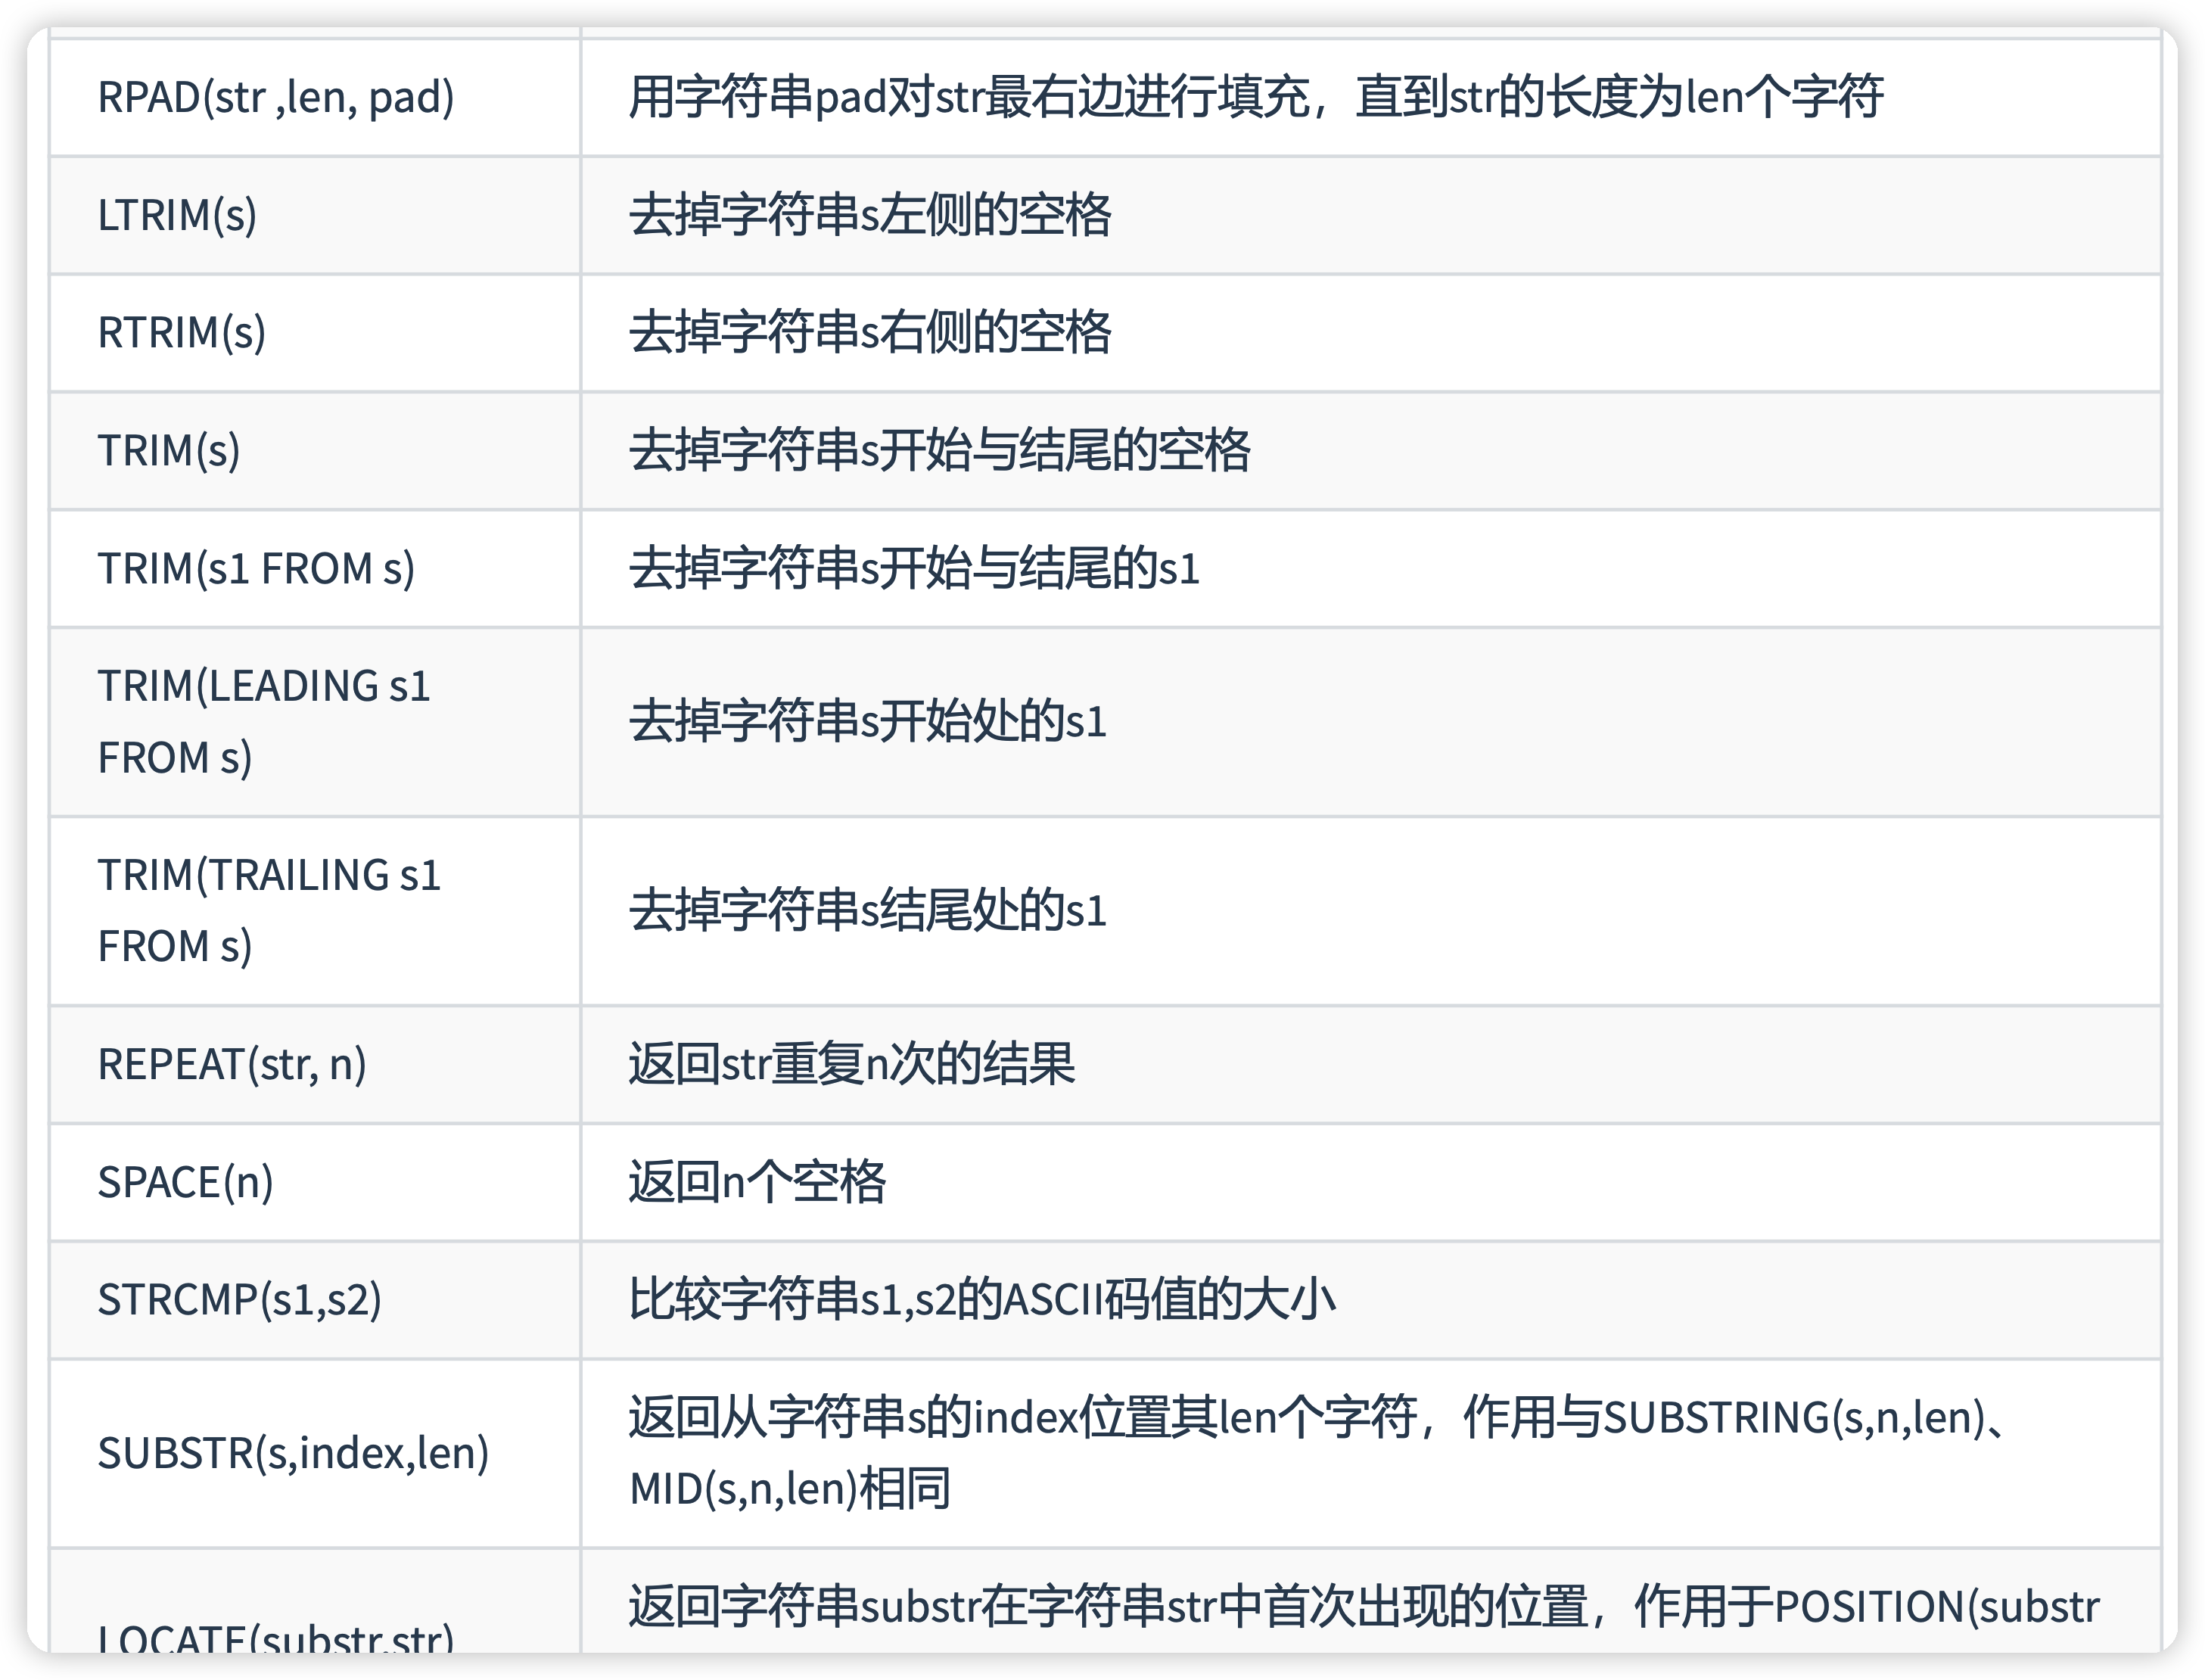 RPAD(str ,len, pad)
用字符串pad对str最右边进行填充，直到str的长度为len个字符
LTRIM(s)
去掉字符串s左侧的空格
RTRIM(s)
去掉字符串s右侧的空格
TRIM(s)
去掉字符串s开始与结尾的空格
TRIM(s1 FROM s)
去掉字符串s开始与结尾的s1
TRIM(LEADING s1
FROM s)
去掉字符串s开始处的s1
TRIM(TRAILING s1
FROM s)
去掉字符串s结尾处的s1
REPEAT(str, n)
返回str重复n次的结果
SPACE(n)
返回n个空格
STRCMP(s1,s2)
比较字符串s1,s2的ASCII码值的大小
SUBSTR(s,index,len)
返回从字符串s的index位置其len个字符，作用与SUBSTRING(s,n,len)、
MID(s,n,len)相同
LOCATE(substr,str)
返回字符串substr在字符串str中首次出现的位置，作用于POSITION(substr